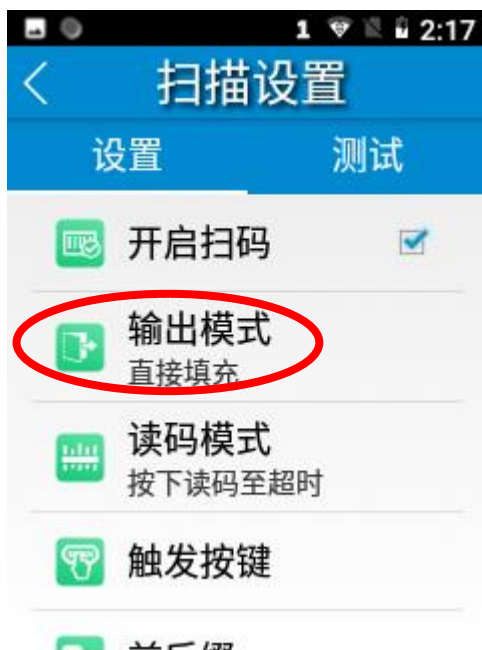 1 2:17
扫描设置
设置 测试
开启扫码
输出模式
直接填充
读码模式
按下读码至超时
触发按键